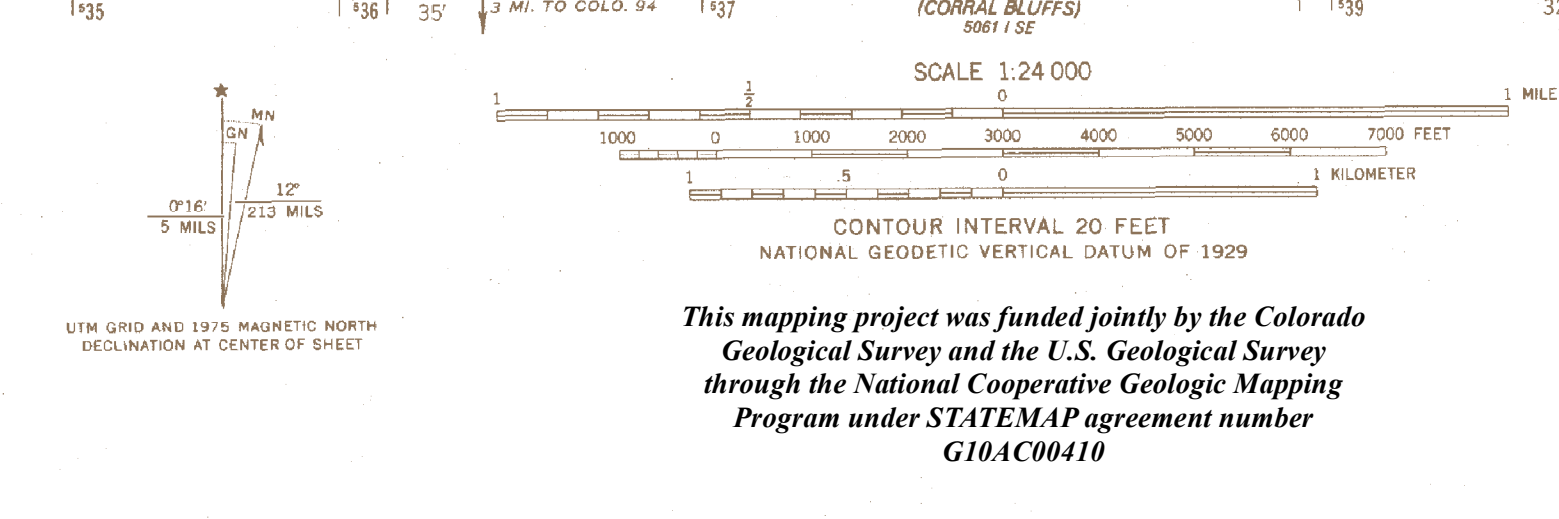 ⁵35 ⁵36 35' 3 MI. TO COLO. 94 ⁵37 (CORRAL BLUFFS) ⁵39
5061 I SE
SCALE 1:24 000
1 1/2 0 1 MILE
1000 0 1000 2000 3000 4000 5000 6000 7000 FEET
1 .5 0 1 KILOMETER
CONTOUR INTERVAL 20 FEET
NATIONAL GEODETIC VERTICAL DATUM OF 1929
★
MN
GN
0°16'
5 MILS
12°
213 MILS
UTM GRID AND 1975 MAGNETIC NORTH
DECLINATION AT CENTER OF SHEET
This mapping project was funded jointly by the Colorado
Geological Survey and the U.S. Geological Survey
through the National Cooperative Geologic Mapping
Program under STATEMAP agreement number
G10AC00410